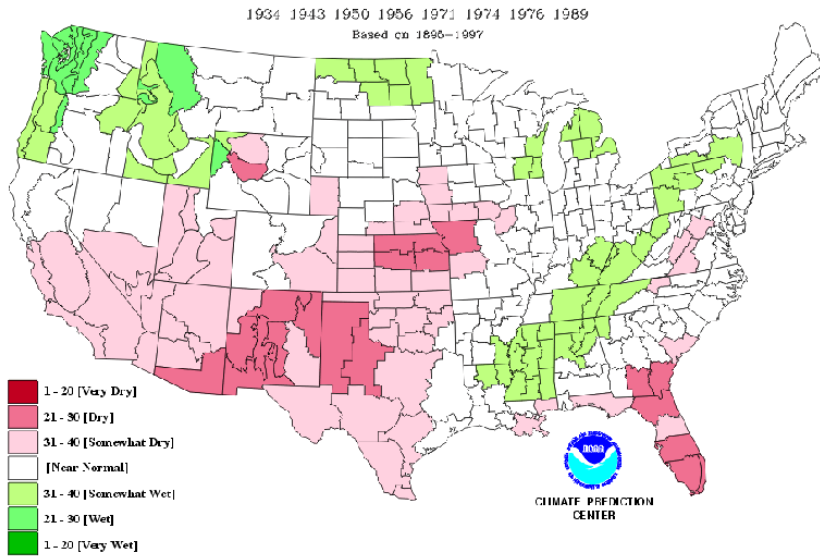 1934 1943 1950 1956 1971 1974 1976 1989
Based on 1895-1997
1 - 20 [Very Dry]
21 - 30 [Dry]
31 - 40 [Somewhat Dry]
[Near Normal]
31 - 40 [Somewhat Wet]
21 - 30 [Wet]
1 - 20 [Very Wet]
NOAA
CLIMATE PREDICTION
CENTER